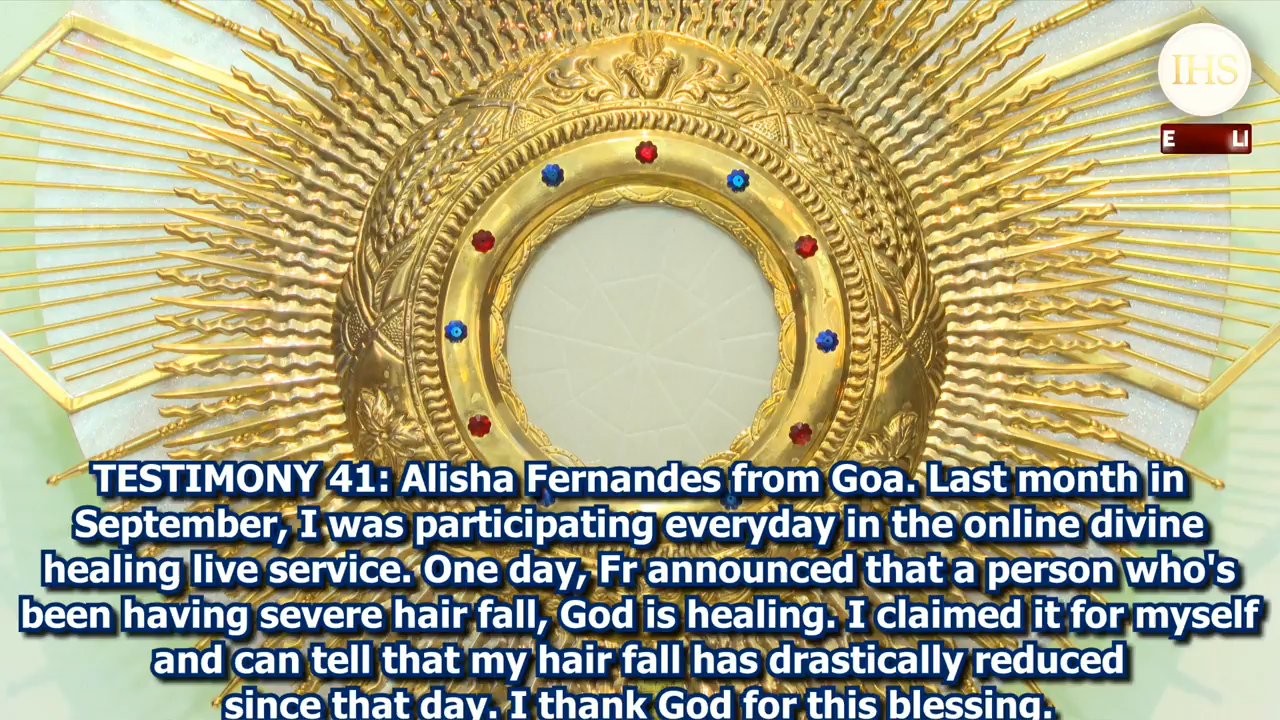 IHS
E LI
TESTIMONY 41: Alisha Fernandes from Goa. Last month in
September, I was participating everyday in the online divine
healing live service. One day, Fr announced that a person who's
been having severe hair fall, God is healing. I claimed it for myself
and can tell that my hair fall has drastically reduced
since that day. I thank God for this blessing.